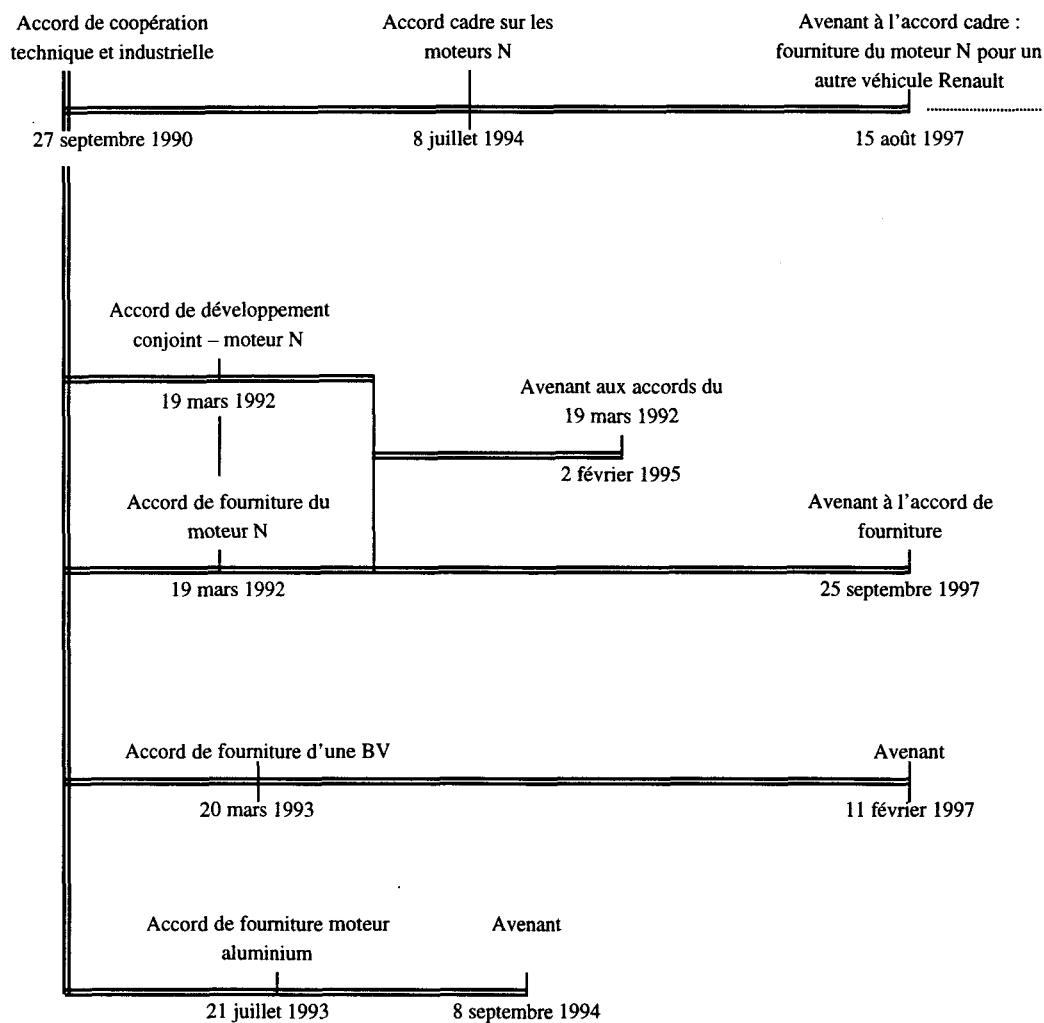 Accord de coopération
technique et industrielle
Accord cadre sur les
moteurs N
Avenant à l'accord cadre :
fourniture du moteur N pour un
autre véhicule Renault
27 septembre 1990
8 juillet 1994
15 août 1997
Accord de développement
conjoint – moteur N
19 mars 1992
Avenant aux accords du
19 mars 1992
2 février 1995
Accord de fourniture du
moteur N
19 mars 1992
Avenant à l'accord de
fourniture
25 septembre 1997
Accord de fourniture d'une BV
20 mars 1993
Avenant
11 février 1997
Accord de fourniture moteur
aluminium
21 juillet 1993
Avenant
8 septembre 1994